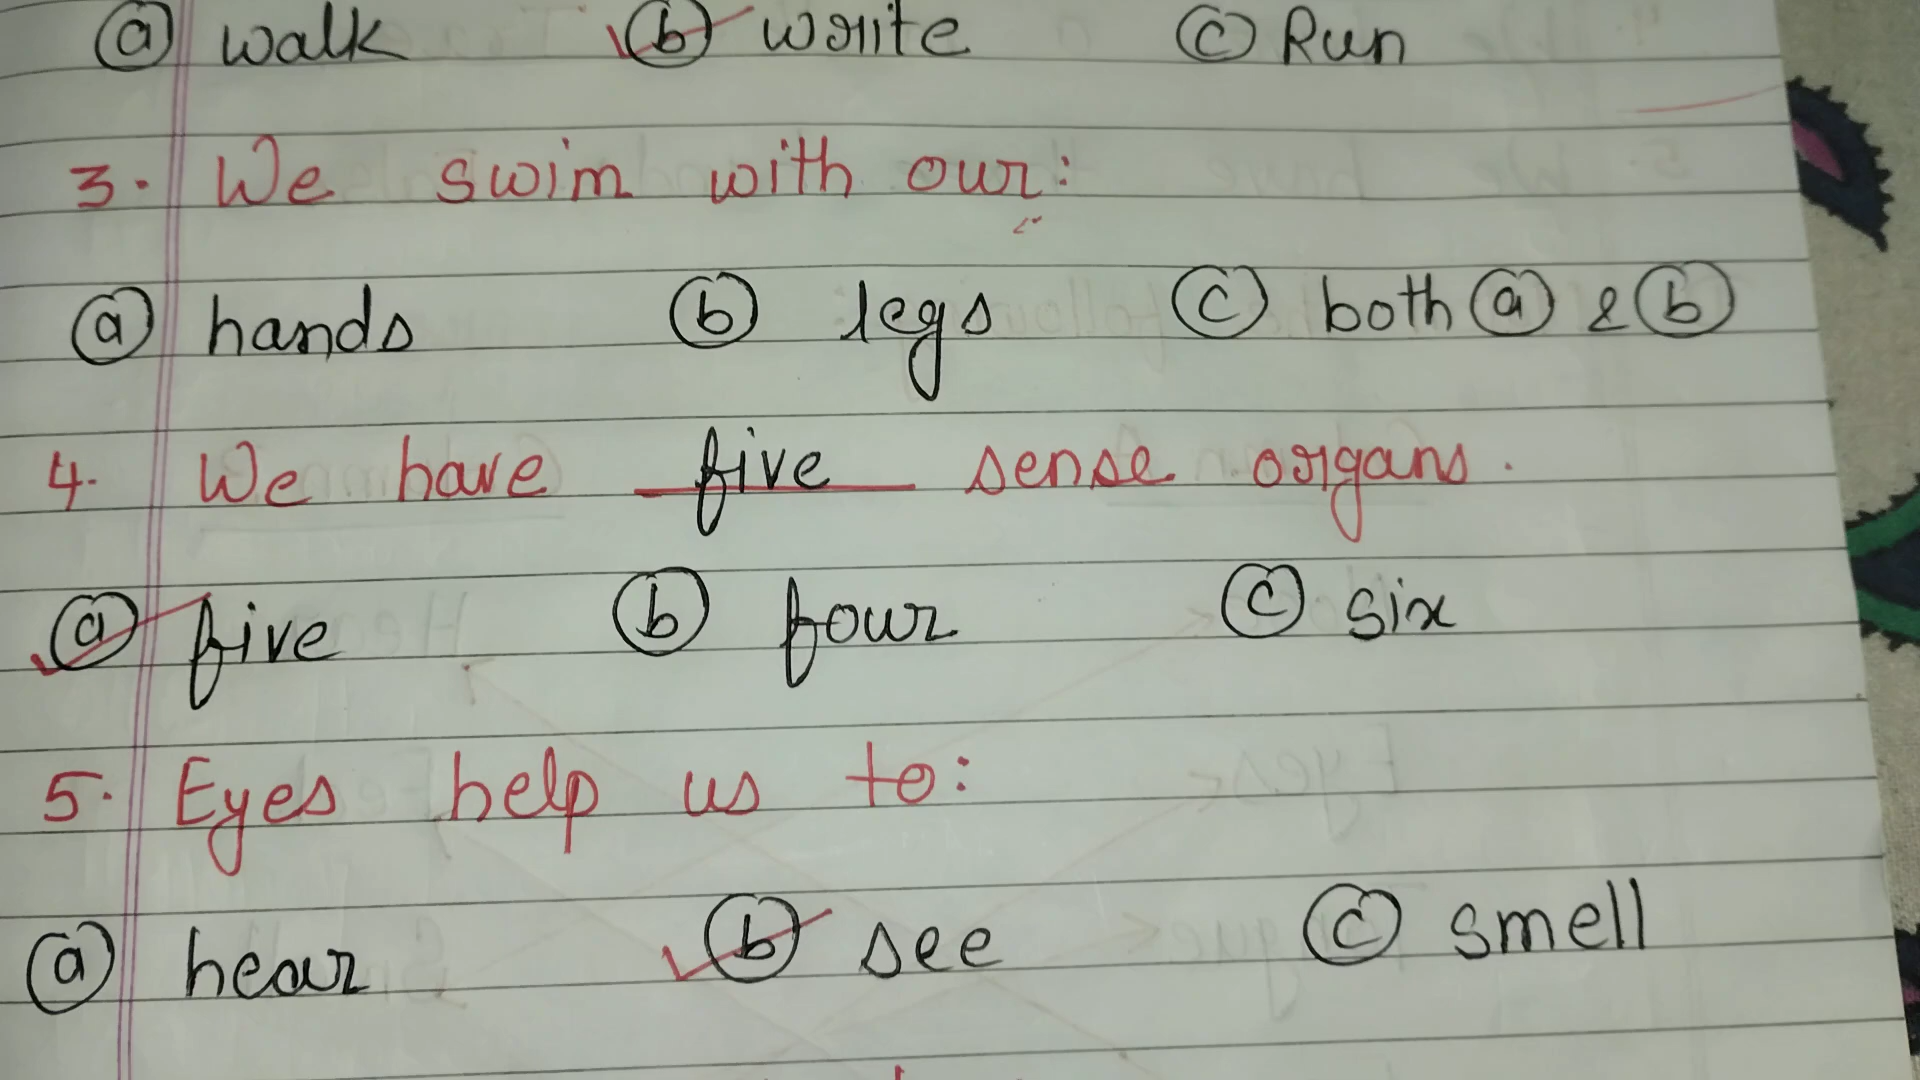 ⓐ walk ⓑ write ⓒ Run
3. We swim with our:
ⓐ hands ⓑ legs ⓒ both ⓐ & ⓑ
4. We have five sense organs.
ⓐ five ⓑ four ⓒ six
5. Eyes help us to:
ⓐ hear ⓑ see ⓒ smell